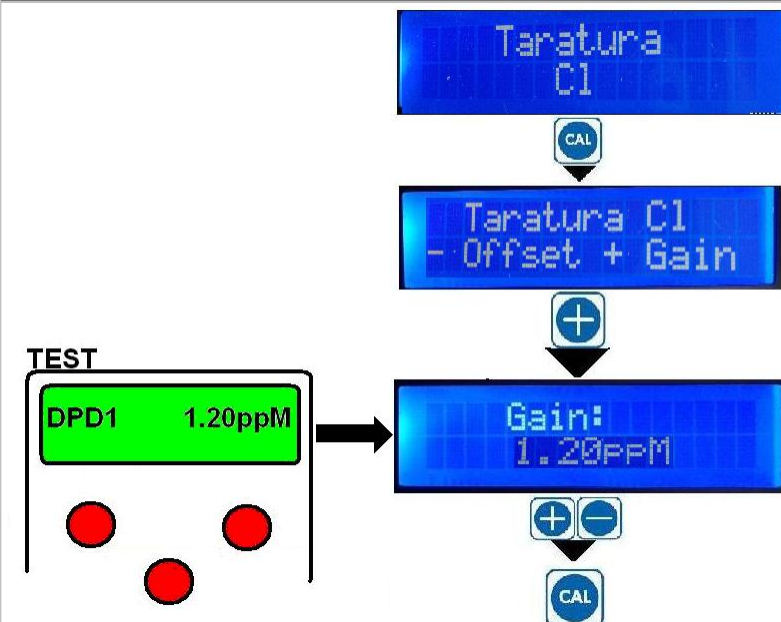 Taratura
Cl
CAL
Taratura Cl
- Offset + Gain
+
TEST
DPD1 1.20ppM
Gain:
1.20ppM
+ -
CAL